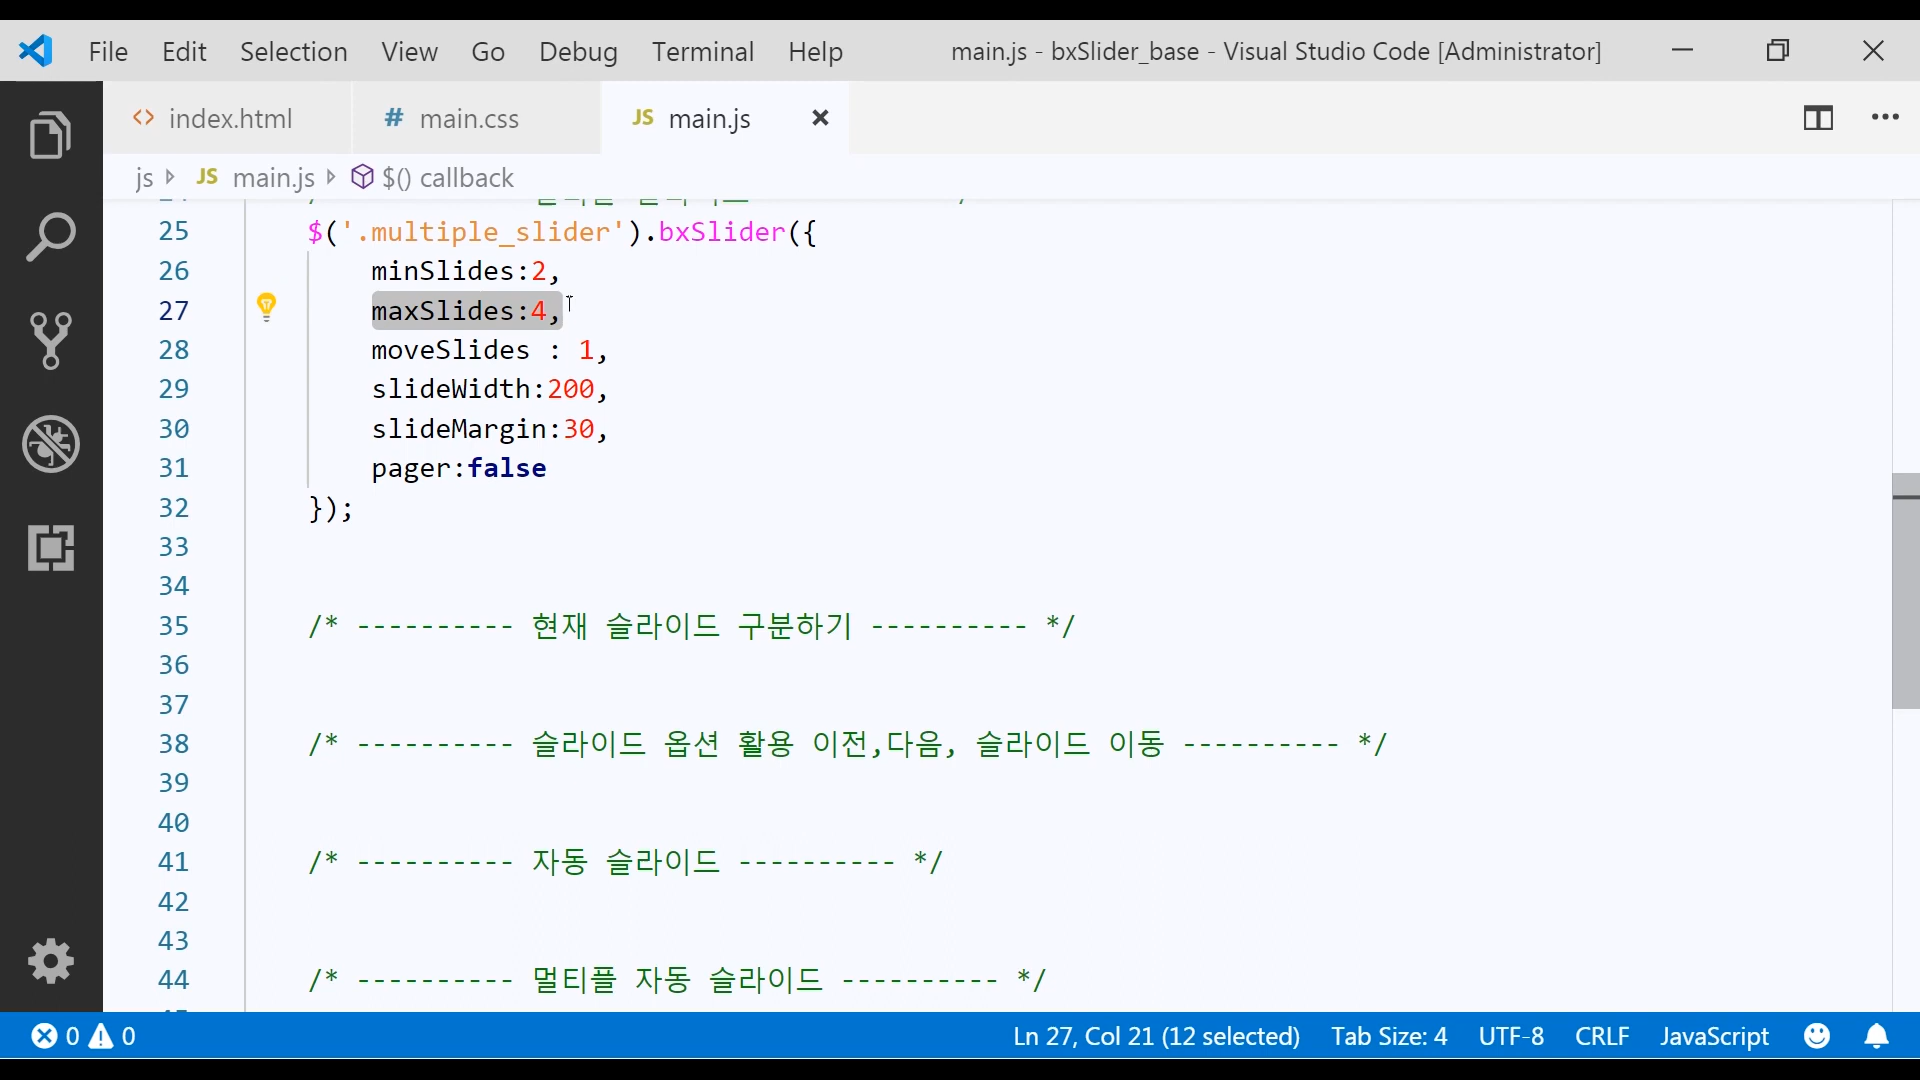 File Edit Selection View Go Debug Terminal Help main.js - bxSlider_base - Visual Studio Code [Administrator]
<> index.html # main.css JS main.js
js JS main.js $() callback
25 $('.multiple_slider').bxSlider({
26 minSlides:2,
27 maxSlides:4,
28 moveSlides : 1,
29 slideWidth:200,
30 slideMargin:30,
31 pager:false
32 });
33
34
35 /* ---------- 현재 슬라이드 구분하기 ---------- */
36
37
38 /* ---------- 슬라이드 옵션 활용 이전,다음, 슬라이드 이동 ---------- */
39
40
41 /* ---------- 자동 슬라이드 ---------- */
42
43
44 /* ---------- 멀티플 자동 슬라이드 ---------- */
0 0 Ln 27, Col 21 (12 selected) Tab Size: 4 UTF-8 CRLF JavaScript